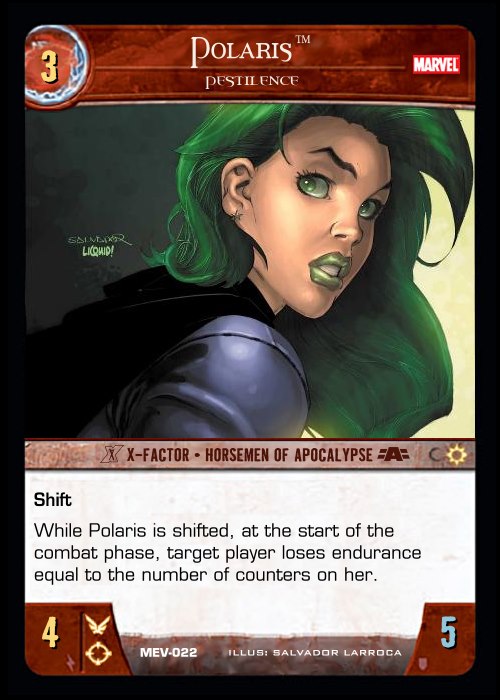 3
POLARIS™
PESTILENCE
MARVEL
SALVADOR
LIQUID!
X-FACTOR • HORSEMEN OF APOCALYPSE
Shift
While Polaris is shifted, at the start of the
combat phase, target player loses endurance
equal to the number of counters on her.
4
MEV-022 ILLUS: SALVADOR LARROCA
5